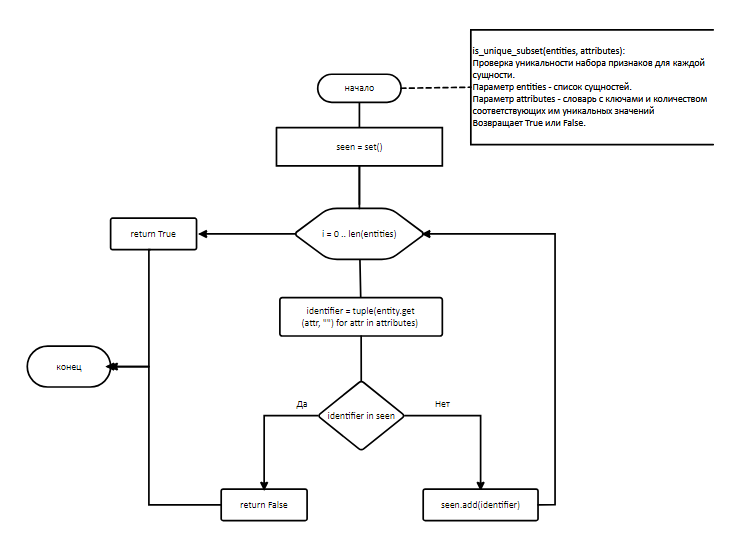 is_unique_subset(entities, attributes):
Проверка уникальности набора признаков для каждой
сущности.
Параметр entities - список сущностей.
Параметр attributes - словарь с ключами и количеством
соответствующих им уникальных значений
Возвращает True или False.
начало
seen = set()
return True
i = 0 .. len(entities)
identifier = tuple(entity.get
(attr, "") for attr in attributes)
конец
Да
Нет
identifier in seen
return False
seen.add(identifier)